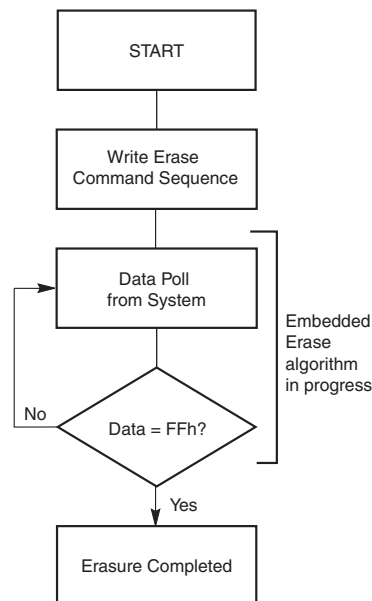 START
Write Erase
Command Sequence
Data Poll
from System
Embedded
Erase
algorithm
in progress
No
Data = FFh?
Yes
Erasure Completed